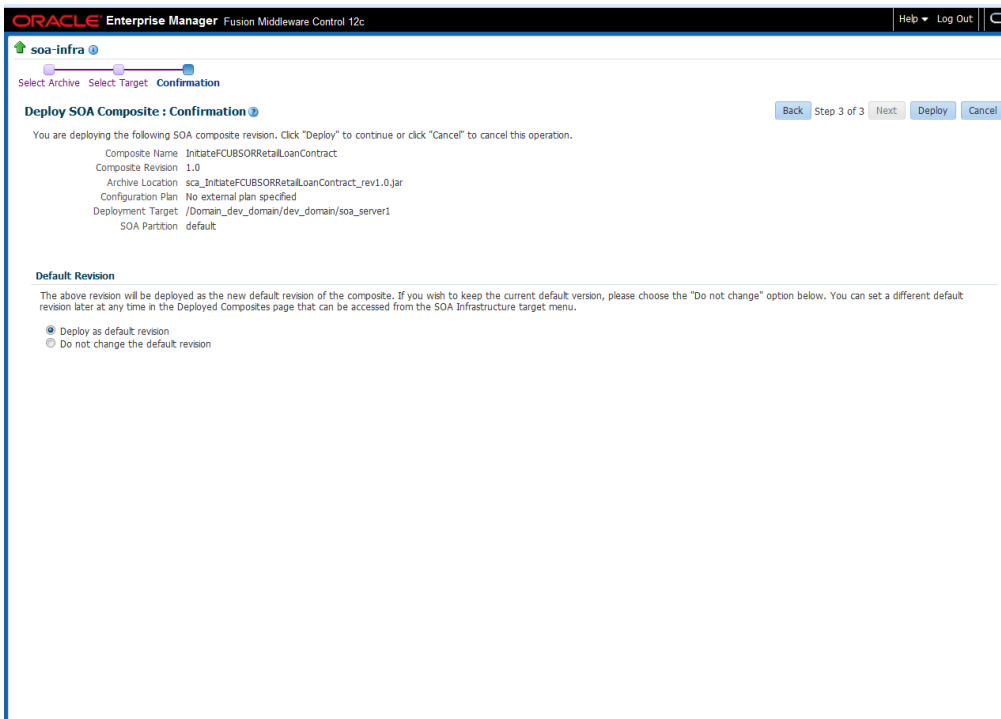 ORACLE Enterprise Manager Fusion Middleware Control 12c
Help Log Out
soa-infra
Select Archive Select Target Confirmation
Deploy SOA Composite : Confirmation
Back Step 3 of 3 Next Deploy Cancel
You are deploying the following SOA composite revision. Click "Deploy" to continue or click "Cancel" to cancel this operation.
Composite Name InitiateFCUBSORRetailLoanContract
Composite Revision 1.0
Archive Location sca_InitiateFCUBSORRetailLoanContract_rev1.0.jar
Configuration Plan No external plan specified
Deployment Target /Domain_dev_domain/dev_domain/soa_server1
SOA Partition default
Default Revision
The above revision will be deployed as the new default revision of the composite. If you wish to keep the current default version, please choose the "Do not change" option below. You can set a different default
revision later at any time in the Deployed Composites page that can be accessed from the SOA Infrastructure target menu.
Deploy as default revision
Do not change the default revision